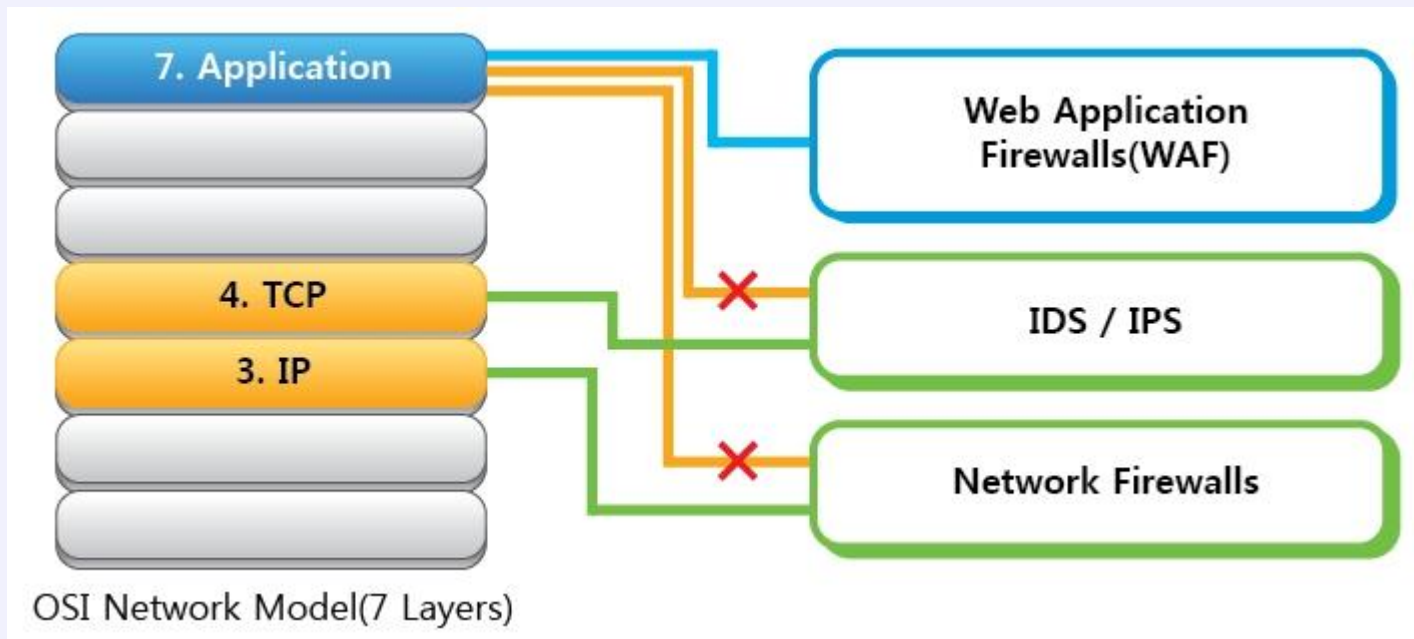 7. Application
4. TCP
3. IP
OSI Network Model(7 Layers)
Web Application
Firewalls(WAF)
IDS / IPS
Network Firewalls